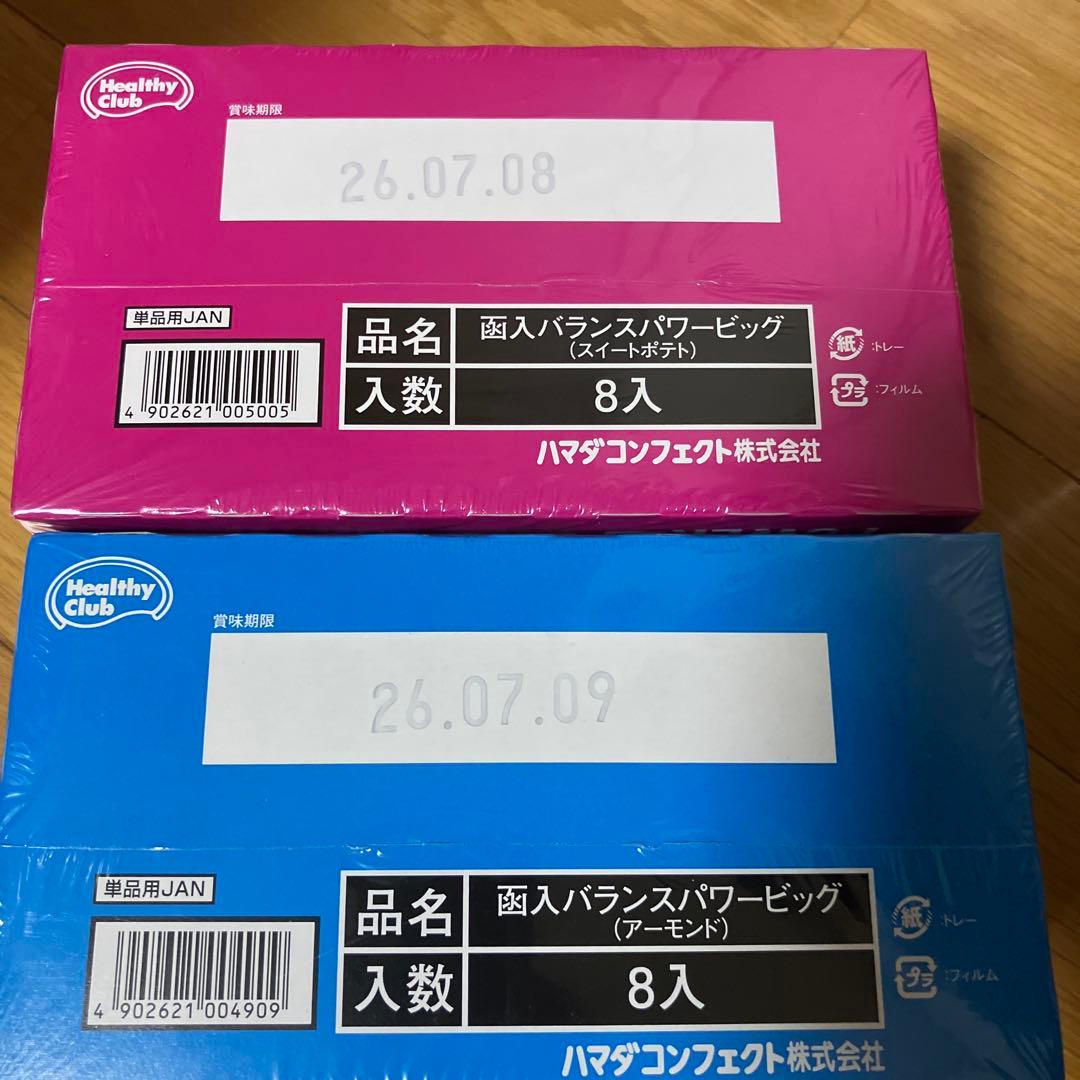 Healthy
Club
賞味期限
26.07.08
単品用JAN
4 902621 005005
品名
函入バランスパワービッグ
(スイートポテト)
入数
8入
紙
:トレー
プラ
:フィルム
ハマダコンフェクト株式会社
Healthy
Club
賞味期限
26.07.09
単品用JAN
4 902621 004909
品名
函入バランスパワービッグ
(アーモンド)
入数
8入
紙
:トレー
プラ
:フィルム
ハマダコンフェクト株式会社